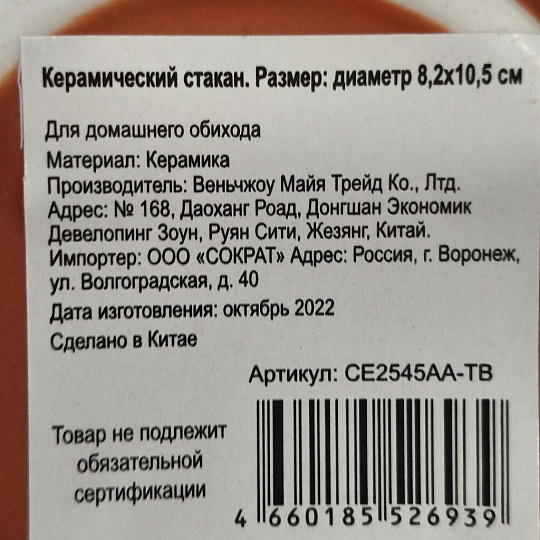 Керамический стакан. Размер: диаметр 8,2х10,5 см
Для домашнего обихода
Материал: Керамика
Производитель: Веньчжоу Майя Трейд Ко., Лтд.
Адрес: № 168, Даоханг Роад, Донгшан Экономик
Девелопинг Зоун, Руян Сити, Жезянг, Китай.
Импортер: ООО «СОКРАТ» Адрес: Россия, г. Воронеж,
ул. Волгоградская, д. 40
Дата изготовления: октябрь 2022
Сделано в Китае
Артикул: CE2545AA-TB
Товар не подлежит
обязательной
сертификации
4 660185 526939